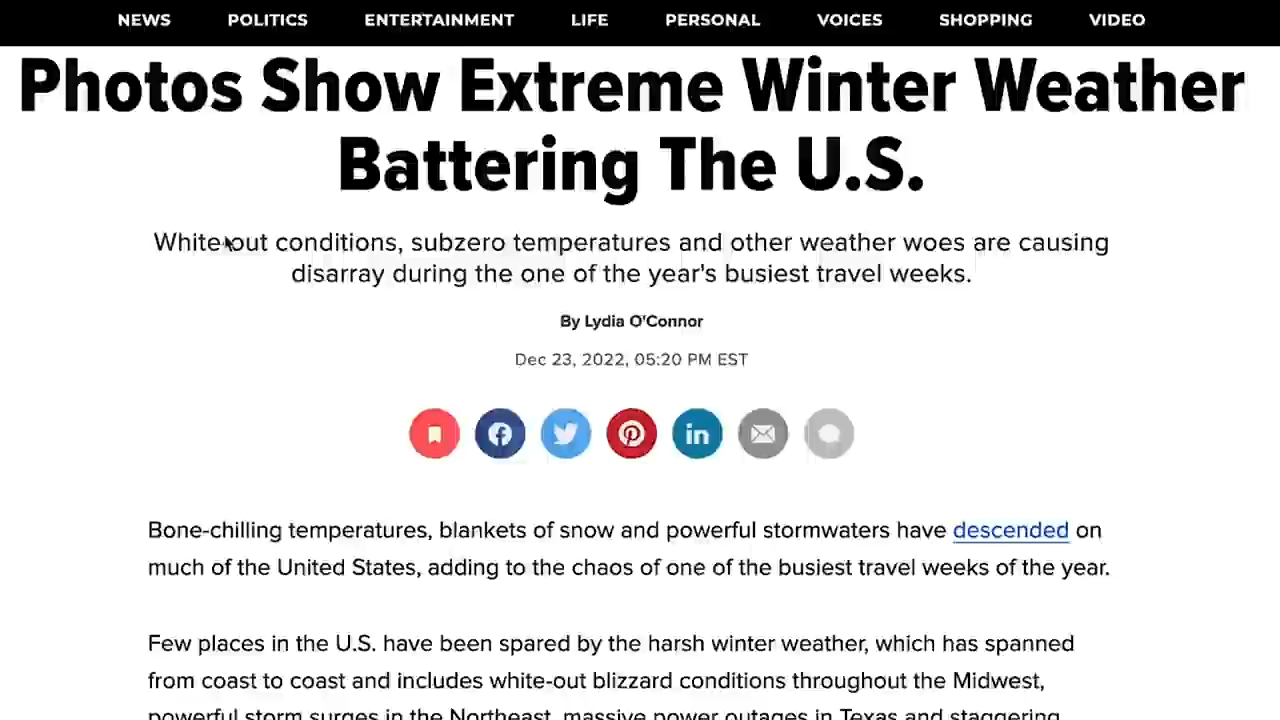 NEWS POLITICS ENTERTAINMENT LIFE PERSONAL VOICES SHOPPING VIDEO
Photos Show Extreme Winter Weather
Battering The U.S.
White-out conditions, subzero temperatures and other weather woes are causing
disarray during the one of the year's busiest travel weeks.
By Lydia O'Connor
Dec 23, 2022, 05:20 PM EST
in
Bone-chilling temperatures, blankets of snow and powerful stormwaters have descended on
much of the United States, adding to the chaos of one of the busiest travel weeks of the year.
Few places in the U.S. have been spared by the harsh winter weather, which has spanned
from coast to coast and includes white-out blizzard conditions throughout the Midwest,
powerful storm surges in the Northeast, massive power outages in Texas and staggering